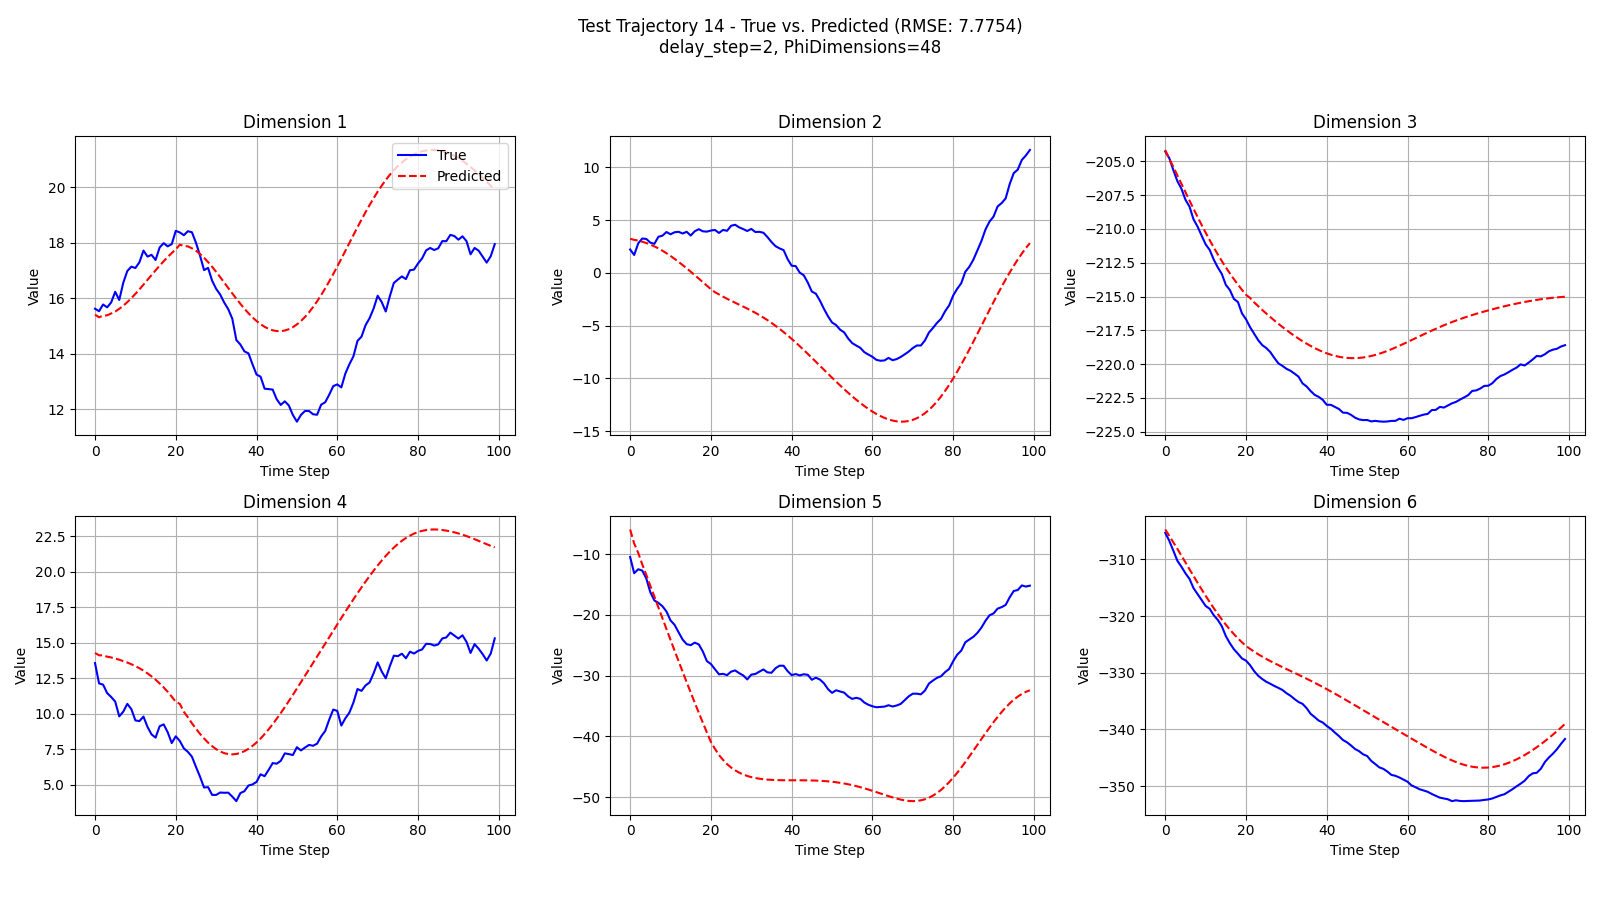 Test Trajectory 14 - True vs. Predicted (RMSE: 7.7754)
delay_step=2, PhiDimensions=48
Dimension 1
True
Predicted
20
18
16
14
12
Value
0 20 40 60 80 100
Time Step
Dimension 2
10
5
0
−5
−10
−15
Value
0 20 40 60 80 100
Time Step
Dimension 3
−205.0
−207.5
−210.0
−212.5
−215.0
−217.5
−220.0
−222.5
−225.0
Value
0 20 40 60 80 100
Time Step
Dimension 4
22.5
20.0
17.5
15.0
12.5
10.0
7.5
5.0
Value
0 20 40 60 80 100
Time Step
Dimension 5
−10
−20
−30
−40
−50
Value
0 20 40 60 80 100
Time Step
Dimension 6
−310
−320
−330
−340
−350
Value
0 20 40 60 80 100
Time Step